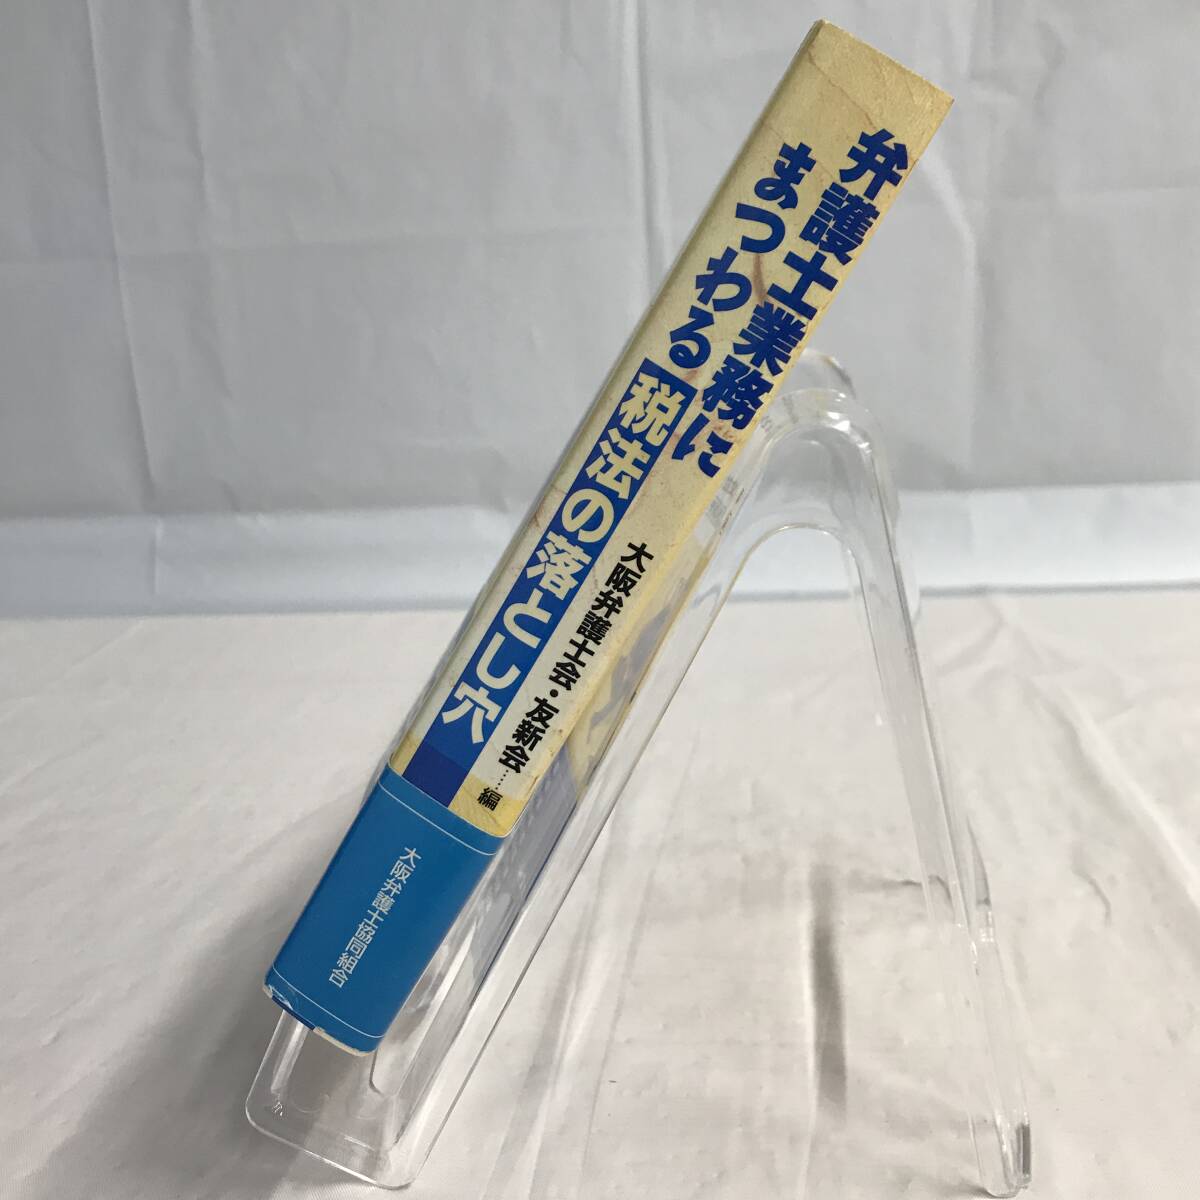 弁護士業務に
まつわる税法の落とし穴
大阪弁護士会・友新会……編
大阪弁護士協同組合